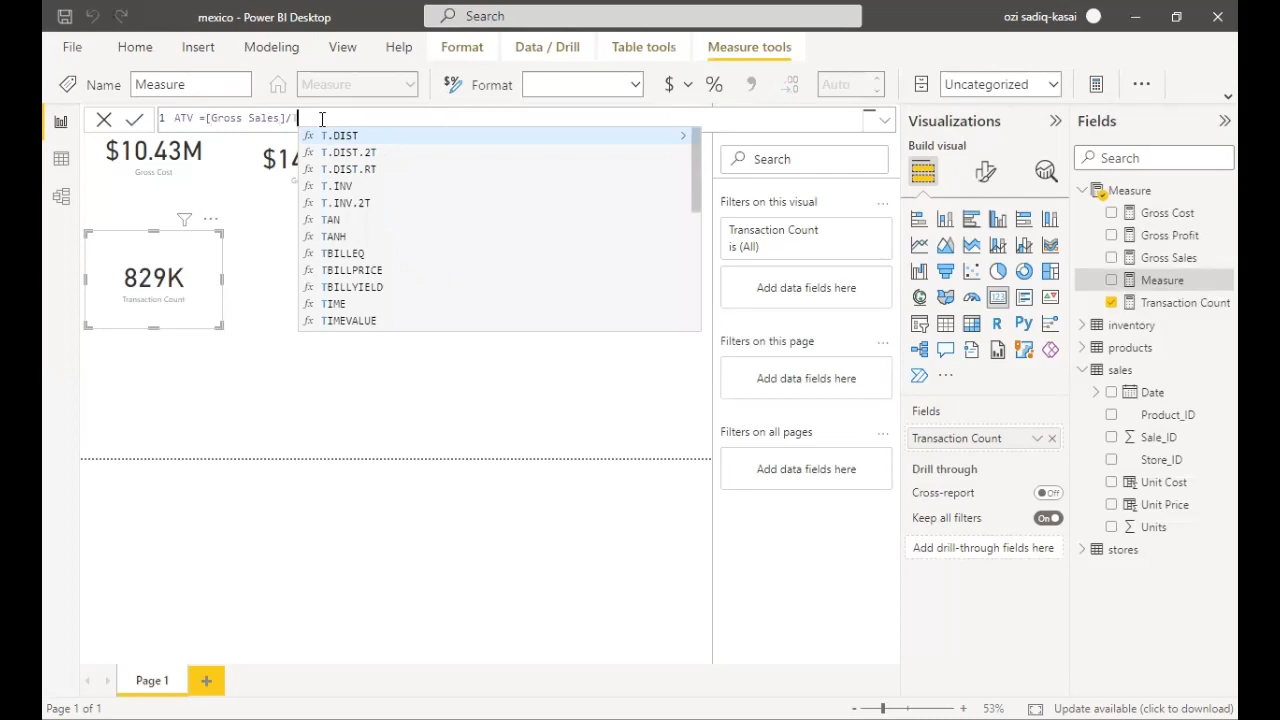 mexico - Power BI Desktop
Search
ozi sadiq-kasai
File Home Insert Modeling View Help Format Data / Drill Table tools Measure tools
Name Measure Measure $% Format $ % Auto Uncategorized
1 ATV =[Gross Sales]/T
$10.43M
Gross Cost
$14
829K
Transaction Count
T.DIST
T.DIST.2T
T.DIST.RT
T.INV
T.INV.2T
TAN
TANH
TBILLEQ
TBILLPRICE
TBILLYIELD
TIME
TIMEVALUE
Search
Filters on this visual
Transaction Count
is (All)
Add data fields here
Filters on this page
Add data fields here
Filters on all pages
Add data fields here
Visualizations
Build visual
123
R Py
Fields
Transaction Count
Drill through
Cross-report Off
Keep all filters On
Add drill-through fields here
Fields
Search
Measure
Gross Cost
Gross Profit
Gross Sales
Measure
Transaction Count
inventory
products
sales
Date
Product_ID
Sale_ID
Store_ID
Unit Cost
Unit Price
Units
stores
Page 1
Page 1 of 1
- + 53% Update available (click to download)